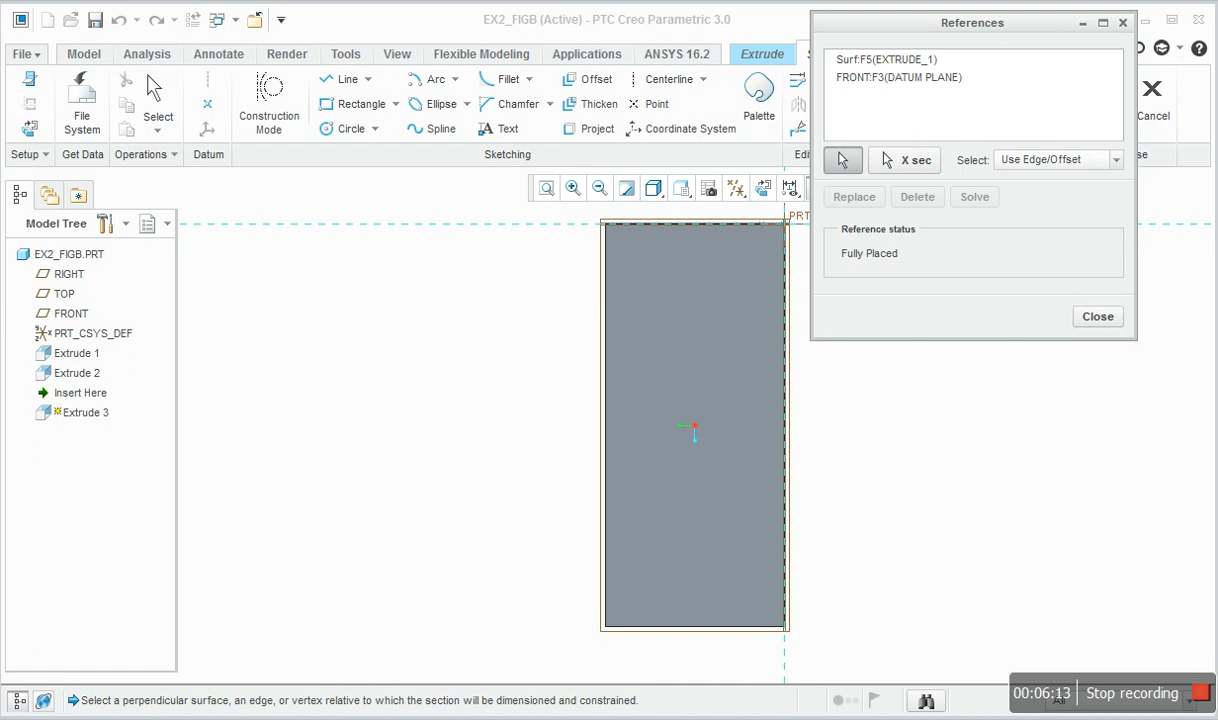 EX2_FIGB (Active) - PTC Creo Parametric 3.0
References
File
Model
Analysis
Annotate
Render
Tools
View
Flexible Modeling
Applications
ANSYS 16.2
Extrude
File System
Select
Construction Mode
Line
Arc
Fillet
Offset
Centerline
Rectangle
Ellipse
Chamfer
Thicken
Point
Circle
Spline
Text
Project
Coordinate System
Palette
Cancel
Setup
Get Data
Operations
Datum
Sketching
Surf:F5(EXTRUDE_1)
FRONT:F3(DATUM PLANE)
X sec
Select:
Use Edge/Offset
Replace
Delete
Solve
Reference status
Fully Placed
Close
Model Tree
EX2_FIGB.PRT
RIGHT
TOP
FRONT
PRT_CSYS_DEF
Extrude 1
Extrude 2
Insert Here
Extrude 3
PRT
Select a perpendicular surface, an edge, or vertex relative to which the section will be dimensioned and constrained.
00:06:13
Stop recording